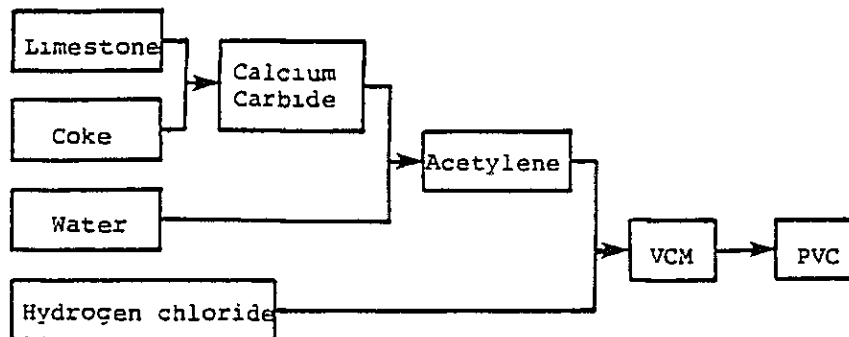 Limestone
Calcium
Carbide
Coke
Acetylene
Water
VCM
PVC
Hydrogen chloride